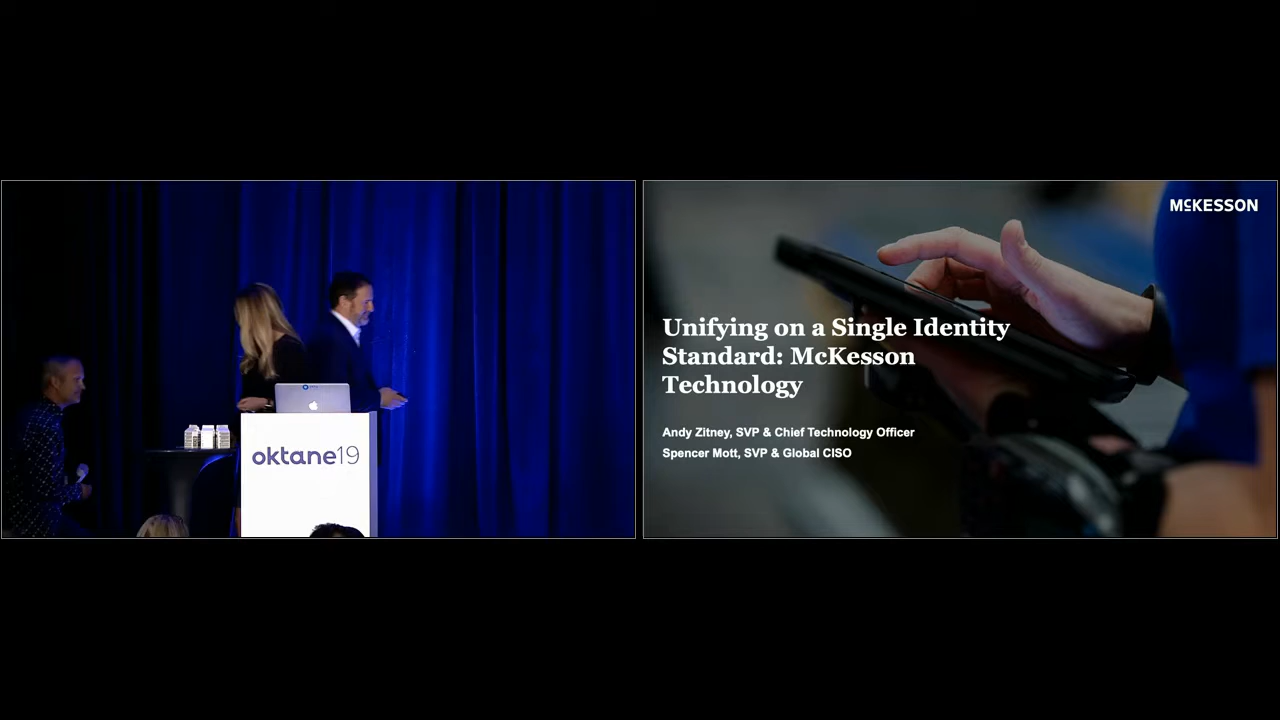 oktane19
McKESSON
Unifying on a Single Identity
Standard: McKesson
Technology
Andy Zitney, SVP & Chief Technology Officer
Spencer Mott, SVP & Global CISO